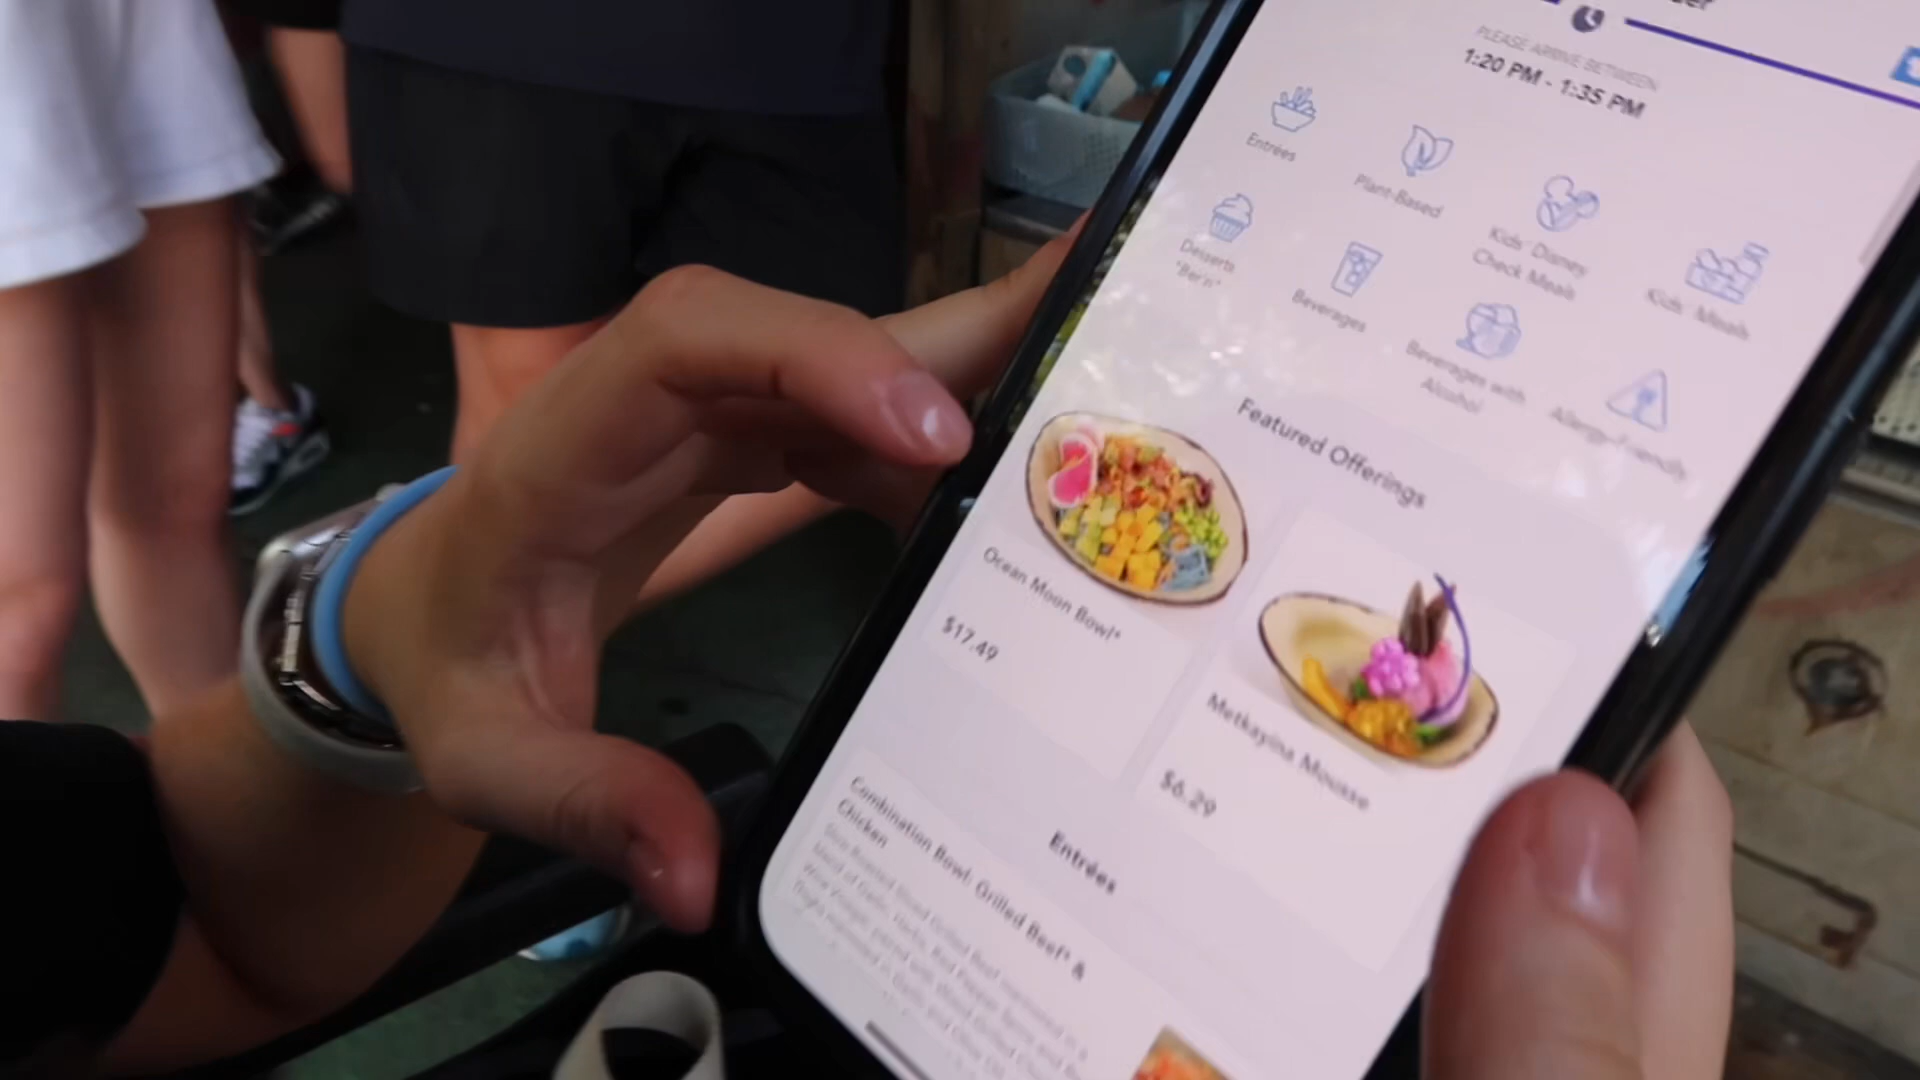 PLEASE ARRIVE BETWEEN
1:20 PM - 1:35 PM
Entrées
Plant-Based
Kids' Disney
Check Meals
Kids' Meals
Desserts
"Ber'ri"
Beverages
Beverages with
Alcohol
Allergy-Friendly
Featured Offerings
Ocean Moon Bowl*
$17.49
Metkayina Mousse
$6.29
Entrées
Combination Bowl: Grilled Beef* &
Chicken